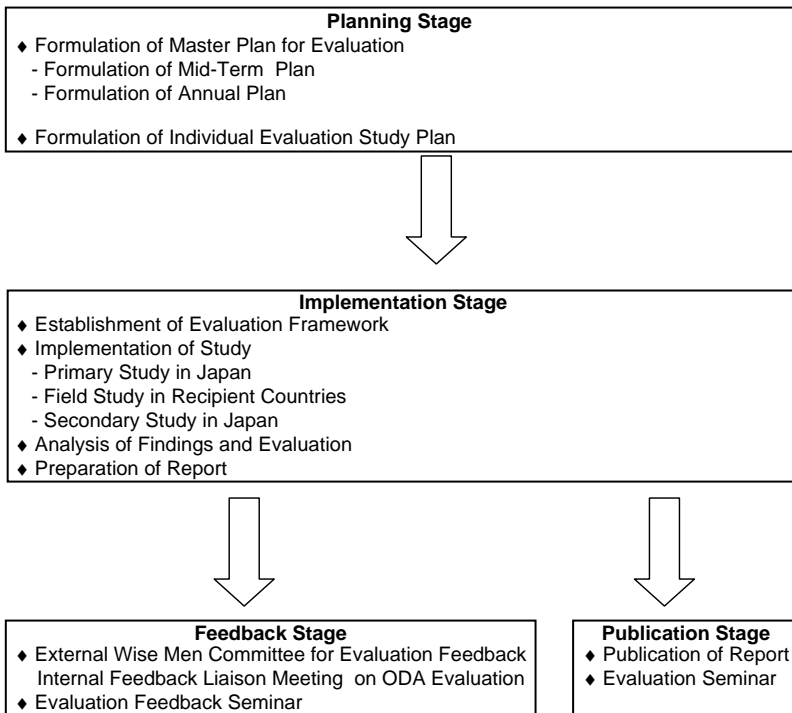 Planning Stage
♦ Formulation of Master Plan for Evaluation
- Formulation of Mid-Term Plan
- Formulation of Annual Plan
♦ Formulation of Individual Evaluation Study Plan
Implementation Stage
♦ Establishment of Evaluation Framework
♦ Implementation of Study
- Primary Study in Japan
- Field Study in Recipient Countries
- Secondary Study in Japan
♦ Analysis of Findings and Evaluation
♦ Preparation of Report
Feedback Stage
♦ External Wise Men Committee for Evaluation Feedback
Internal Feedback Liaison Meeting on ODA Evaluation
♦ Evaluation Feedback Seminar
Publication Stage
♦ Publication of Report
♦ Evaluation Seminar